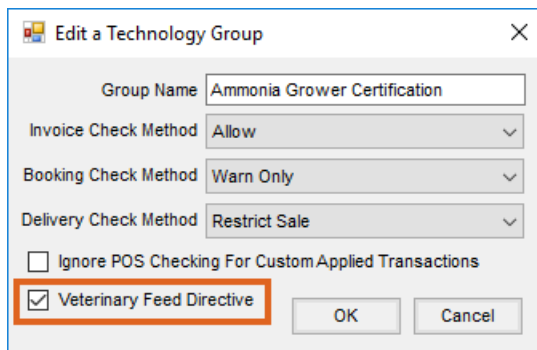 Edit a Technology Group
Group Name Ammonia Grower Certification
Invoice Check Method Allow
Booking Check Method Warn Only
Delivery Check Method Restrict Sale
Ignore POS Checking For Custom Applied Transactions
Veterinary Feed Directive
OK Cancel